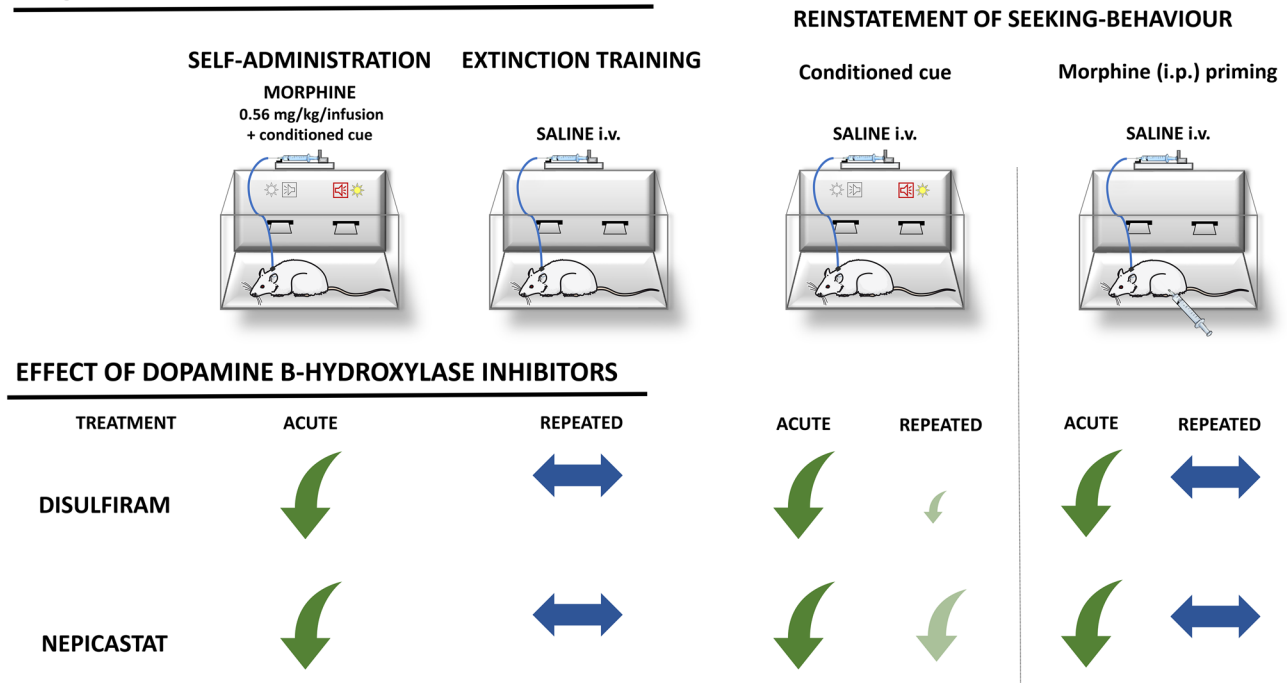 REINSTATEMENT OF SEEKING-BEHAVIOUR
SELF-ADMINISTRATION
EXTINCTION TRAINING
Conditioned cue
Morphine (i.p.) priming
MORPHINE
0.56 mg/kg/infusion
+ conditioned cue
SALINE i.v.
SALINE i.v.
SALINE i.v.
EFFECT OF DOPAMINE B-HYDROXYLASE INHIBITORS
TREATMENT
ACUTE
REPEATED
ACUTE
REPEATED
ACUTE
REPEATED
DISULFIRAM
NEPICASTAT